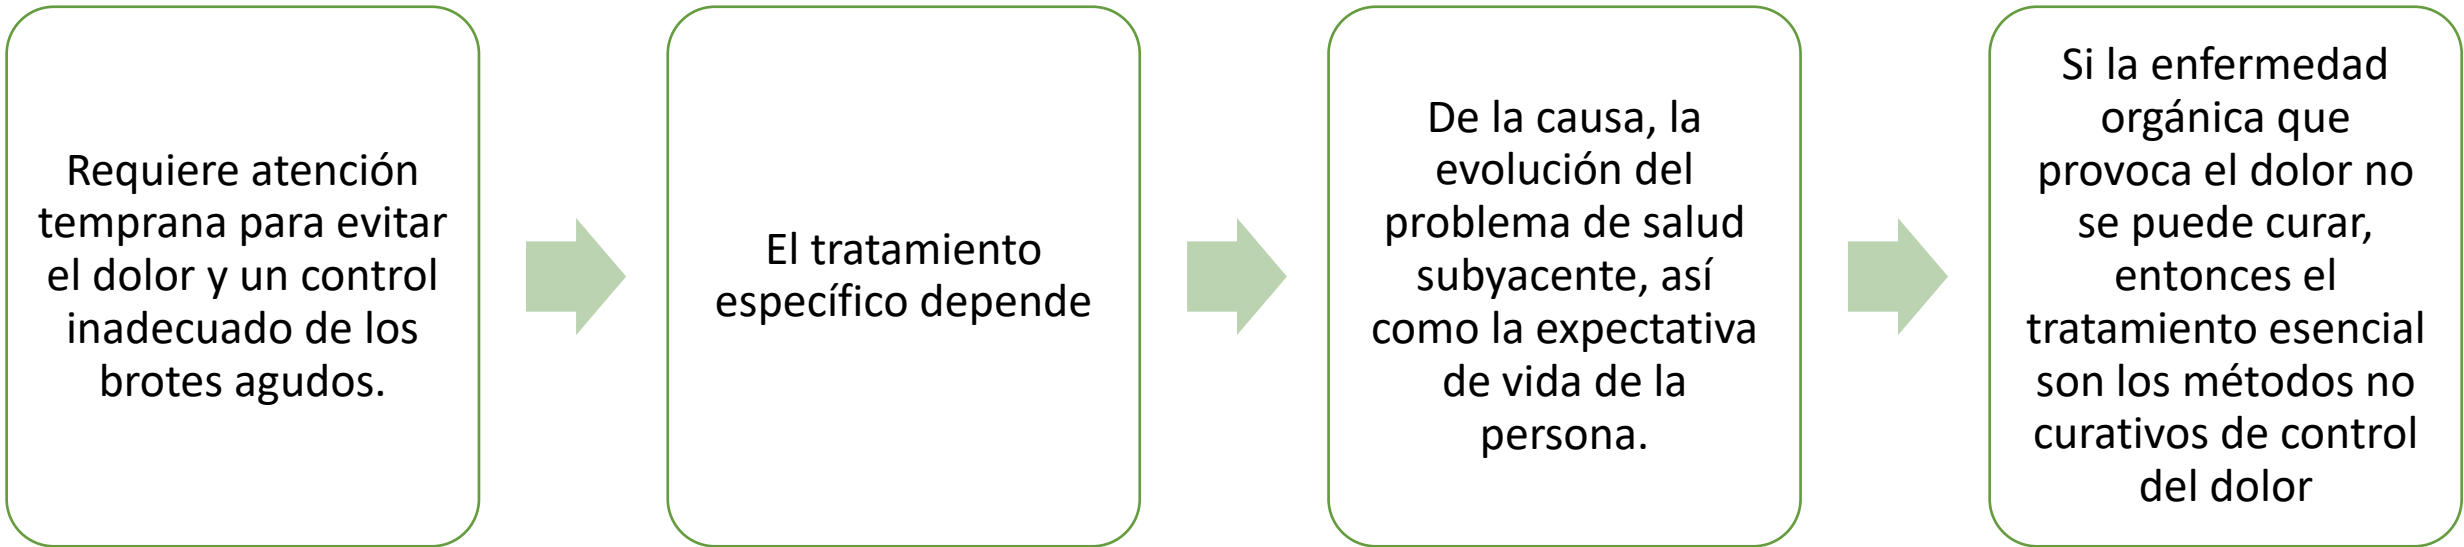 Requiere atención
temprana para evitar
el dolor y un control
inadecuado de los
brotes agudos.
El tratamiento
específico depende
De la causa, la
evolución del
problema de salud
subyacente, así
como la expectativa
de vida de la
persona.
Si la enfermedad
orgánica que
provoca el dolor no
se puede curar,
entonces el
tratamiento esencial
son los métodos no
curativos de control
del dolor